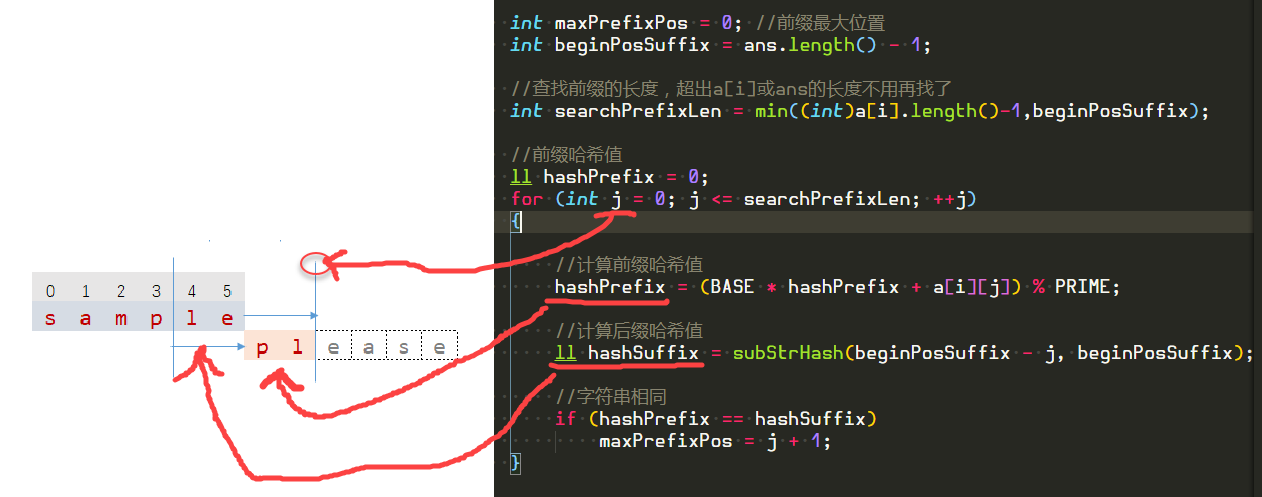 int maxPrefixPos = 0; //前缀最大位置
int beginPosSuffix = ans.length() - 1;
//查找前缀的长度，超出a[i]或ans的长度不用再找了
int searchPrefixLen = min((int)a[i].length()-1,beginPosSuffix);
//前缀哈希值
ll hashPrefix = 0;
for (int j = 0; j <= searchPrefixLen; ++j)
{
//计算前缀哈希值
hashPrefix = (BASE * hashPrefix + a[i][j]) % PRIME;
//计算后缀哈希值
ll hashSuffix = subStrHash(beginPosSuffix - j, beginPosSuffix);
//字符串相同
if (hashPrefix == hashSuffix)
maxPrefixPos = j + 1;
}
0 1 2 3 4 5
s a m p l e
p l e a s e